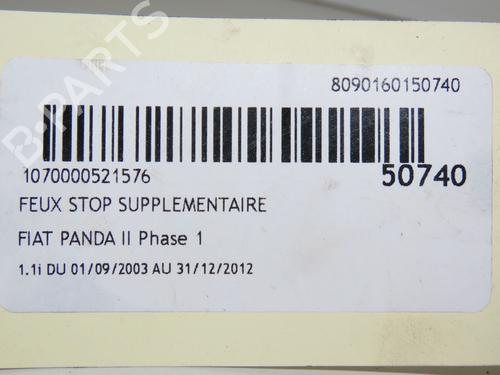 8090160150740
1070000521576
50740
FEUX STOP SUPPLEMENTAIRE
FIAT PANDA II Phase 1
1.1i DU 01/09/2003 AU 31/12/2012
B-PARTS